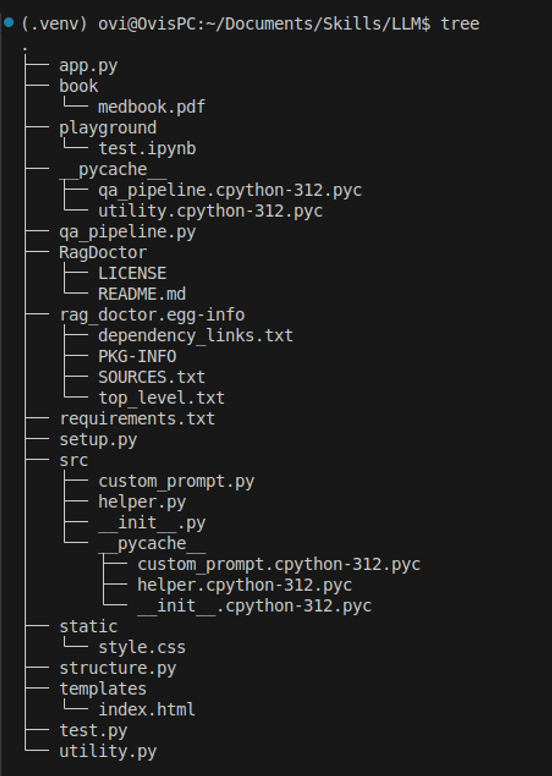 (.venv) ovi@OvisPC:~/Documents/Skills/LLM$ tree
.
├── app.py
├── book
│   └── medbook.pdf
├── playground
│   └── test.ipynb
├── __pycache__
│   ├── qa_pipeline.cpython-312.pyc
│   └── utility.cpython-312.pyc
├── qa_pipeline.py
├── RagDoctor
│   ├── LICENSE
│   └── README.md
├── rag_doctor.egg-info
│   ├── dependency_links.txt
│   ├── PKG-INFO
│   ├── SOURCES.txt
│   └── top_level.txt
├── requirements.txt
├── setup.py
├── src
│   ├── custom_prompt.py
│   ├── helper.py
│   ├── __init__.py
│   └── __pycache__
│       ├── custom_prompt.cpython-312.pyc
│       ├── helper.cpython-312.pyc
│       └── __init__.cpython-312.pyc
├── static
│   └── style.css
├── structure.py
├── templates
│   └── index.html
├── test.py
└── utility.py